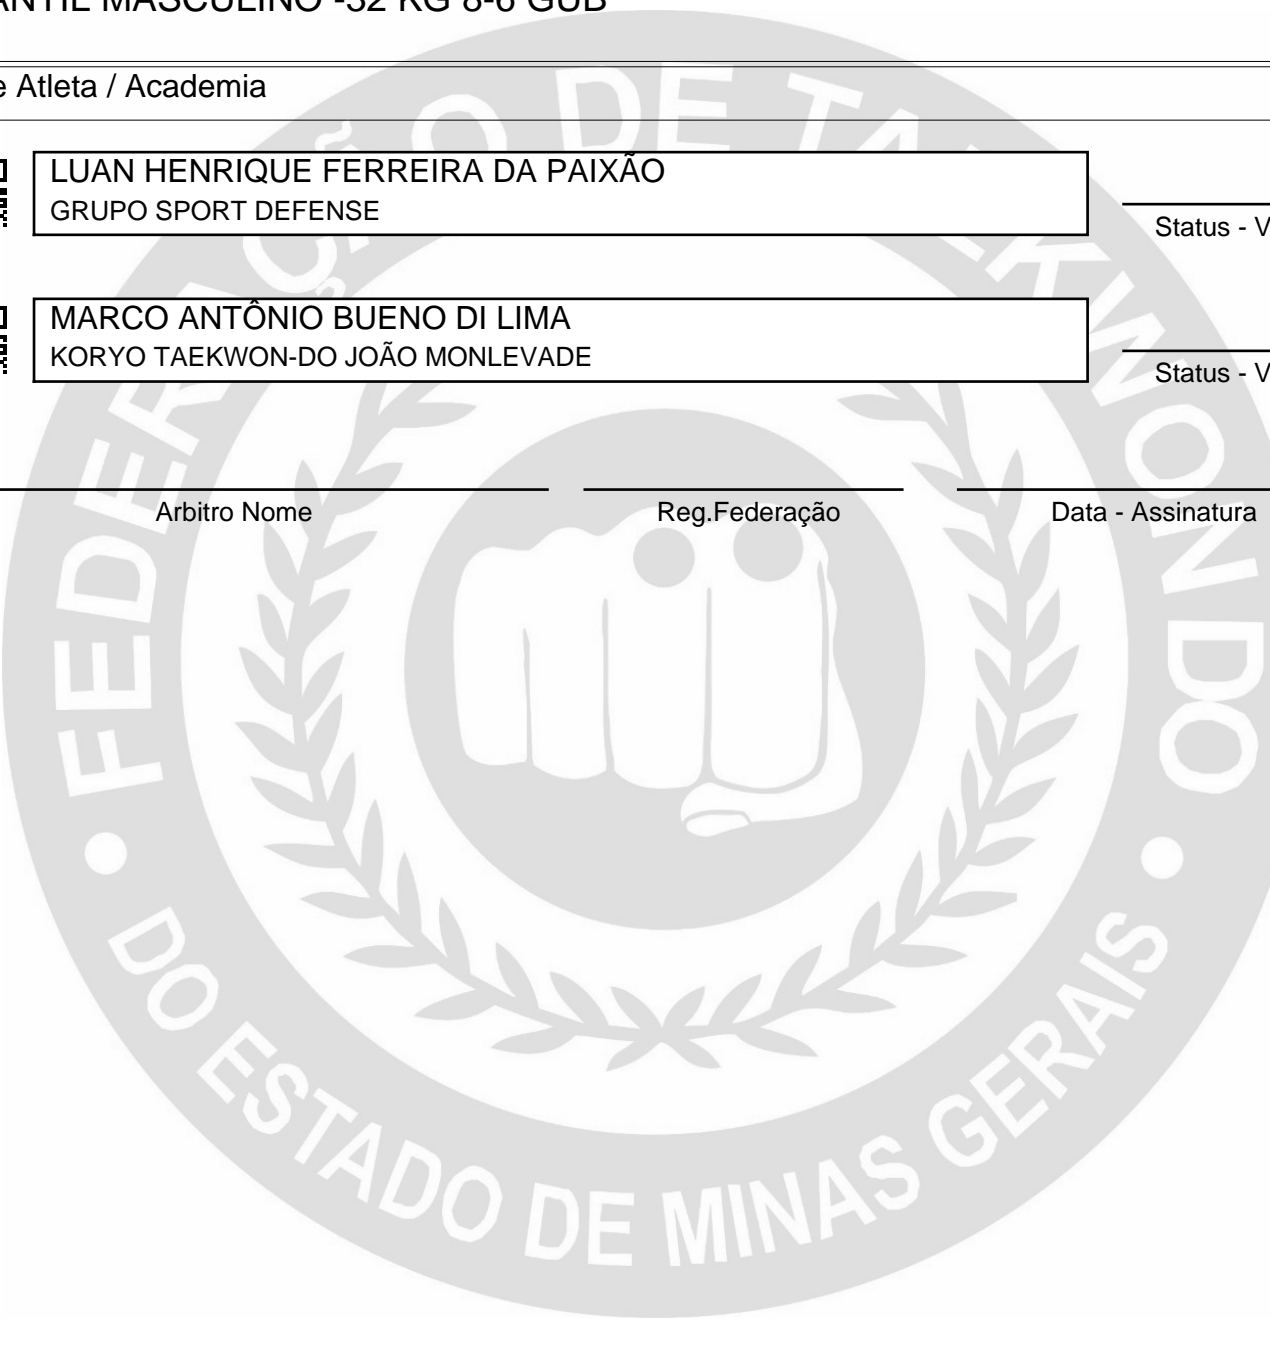 MASCULINO -32 KG 8-6 GUB
Atleta / Academia
LUAN HENRIQUE FERREIRA DA PAIXÃO
GRUPO SPORT DEFENSE
Status - V
MARCO ANTÔNIO BUENO DI LIMA
KORYO TAEKWON-DO JOÃO MONLEVADE
Status - V
Arbitro Nome
Reg.Federação
Data - Assinatura
FEDERAÇÃO DE TAEKWONDO
DO ESTADO DE MINAS GERAIS